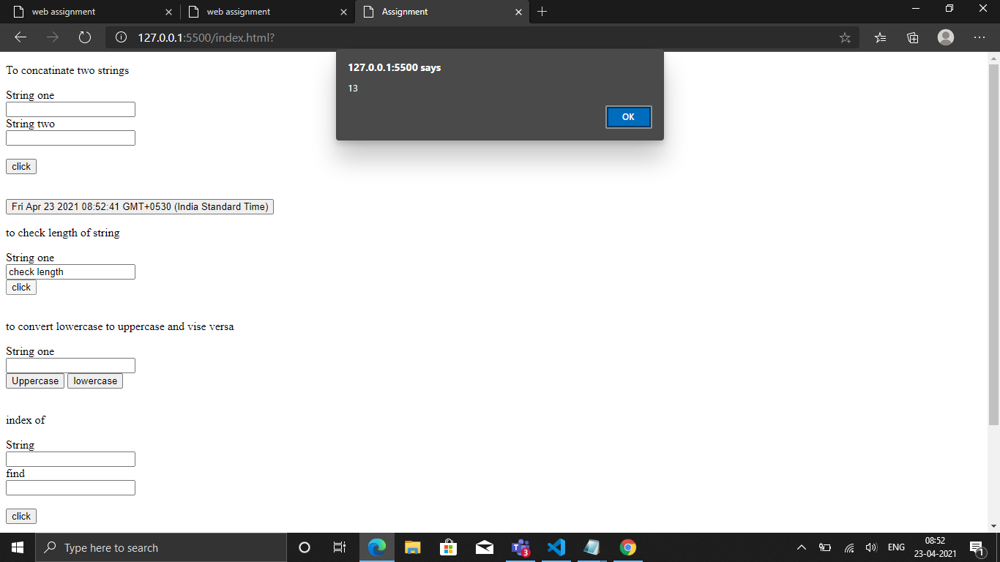 web assignment
web assignment
Assignment
127.0.0.1:5500/index.html?
127.0.0.1:5500 says
13
OK
To concatinate two strings
String one
String two
click
Fri Apr 23 2021 08:52:41 GMT+0530 (India Standard Time)
to check length of string
String one
check length
click
to convert lowercase to uppercase and vise versa
String one
Uppercase lowercase
index of
String
find
click
Type here to search
3
ENG
08:52
23-04-2021
1